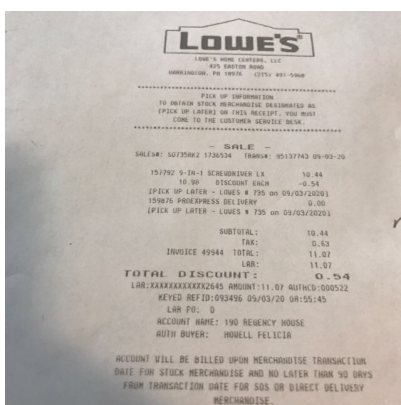 LOWE'S
LOWE'S HOME CENTERS, LLC
425 EASTON ROAD
WARRINGTON, PA 18976 (215) 491-5060
PICK UP INFORMATION
TO OBTAIN STOCK MERCHANDISE DESIGNATED AS
[PICK UP LATER] ON THIS RECEIPT, YOU MUST
COME TO THE CUSTOMER SERVICE DESK.
- SALE -
SALES#: S0735RK2 1736534 TRANS#: 95137743 09-03-20
157792 9-IN-1 SCREWDRIVER LX 10.44
10.98 DISCOUNT EACH -0.54
[PICK UP LATER - LOWES # 735 on 09/03/2020]
159876 PROEXPRESS DELIVERY 0.00
[PICK UP LATER - LOWES # 735 on 09/03/2020]
SUBTOTAL: 10.44
TAX: 0.63
INVOICE 49944 TOTAL: 11.07
LAR: 11.07
TOTAL DISCOUNT: 0.54
LAR:XXXXXXXXXXXX2645 AMOUNT:11.07 AUTHCD:000522
KEYED REFID:093496 09/03/20 08:55:45
LAR PO: 0
ACCOUNT NAME: 190 REGENCY HOUSE
AUTH BUYER: HOWELL FELICIA
ACCOUNT WILL BE BILLED UPON MERCHANDISE TRANSACTION
DATE FOR STOCK MERCHANDISE AND NO LATER THAN 90 DAYS
FROM TRANSACTION DATE FOR SOS OR DIRECT DELIVERY
MERCHANDISE.